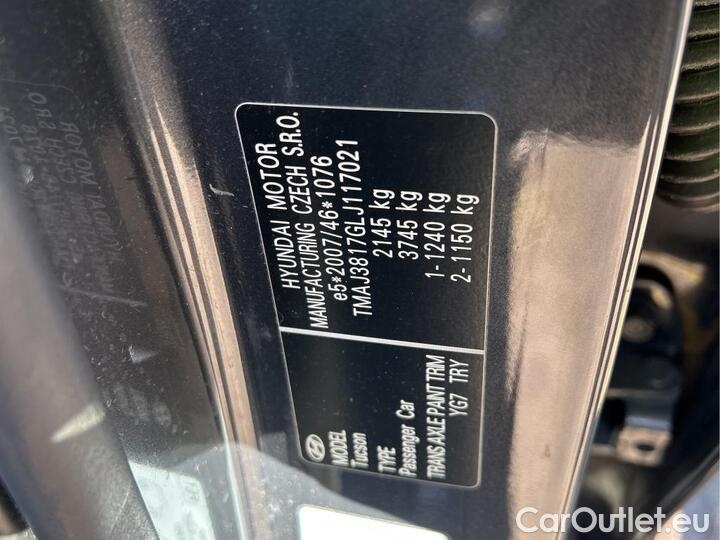 HYUNDAI MOTOR
MANUFACTURING CZECH S.R.O.
e5*2007/46*1076
TMAJ3817GLJ117021
2145 kg
3745 kg
1-1240 kg
2-1150 kg
MODEL
Tucson
TYPE
Passenger Car
TRANS AXLE PAINT TRIM
YG7 TRY
CarOutlet.eu